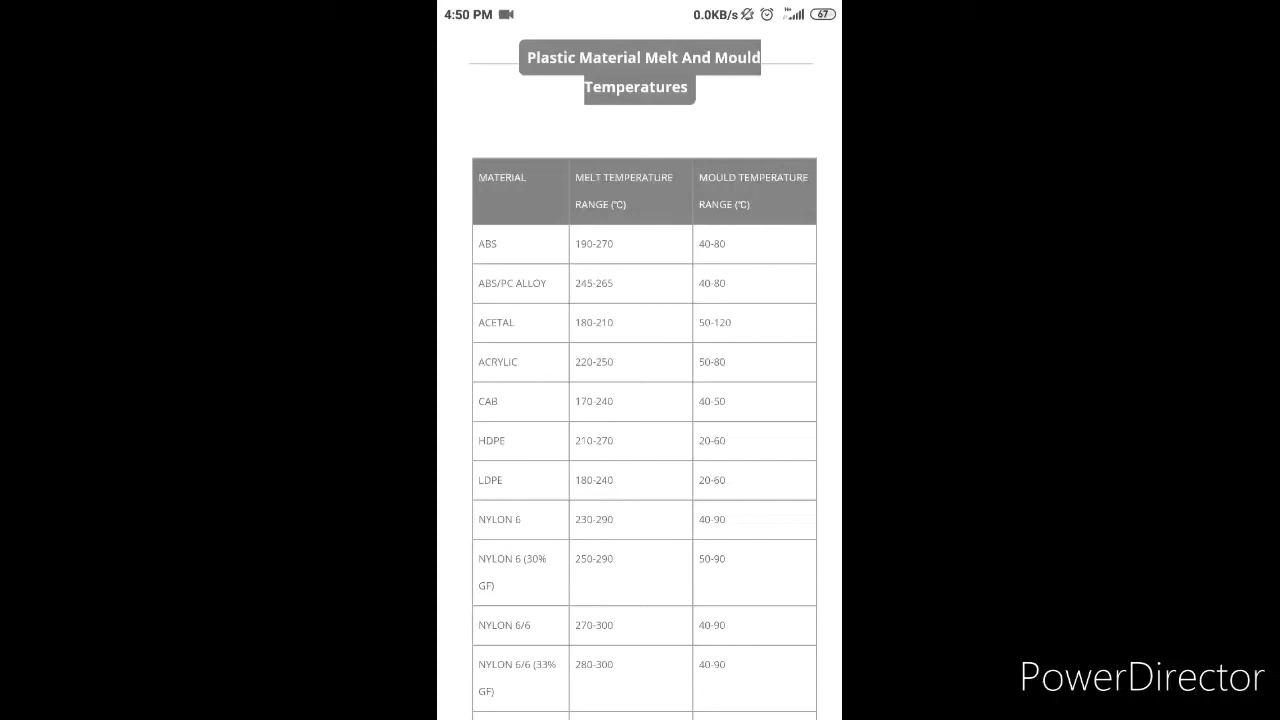 4:50 PM
0.0KB/s H+ 67
Plastic Material Melt And Mould
Temperatures
MATERIAL MELT TEMPERATURE MOULD TEMPERATURE
RANGE (℃) RANGE (℃)
ABS 190-270 40-80
ABS/PC ALLOY 245-265 40-80
ACETAL 180-210 50-120
ACRYLIC 220-250 50-80
CAB 170-240 40-50
HDPE 210-270 20-60
LDPE 180-240 20-60
NYLON 6 230-290 40-90
NYLON 6 (30% 250-290 50-90
GF)
NYLON 6/6 270-300 40-90
NYLON 6/6 (33% 280-300 40-90
GF)
PowerDirector